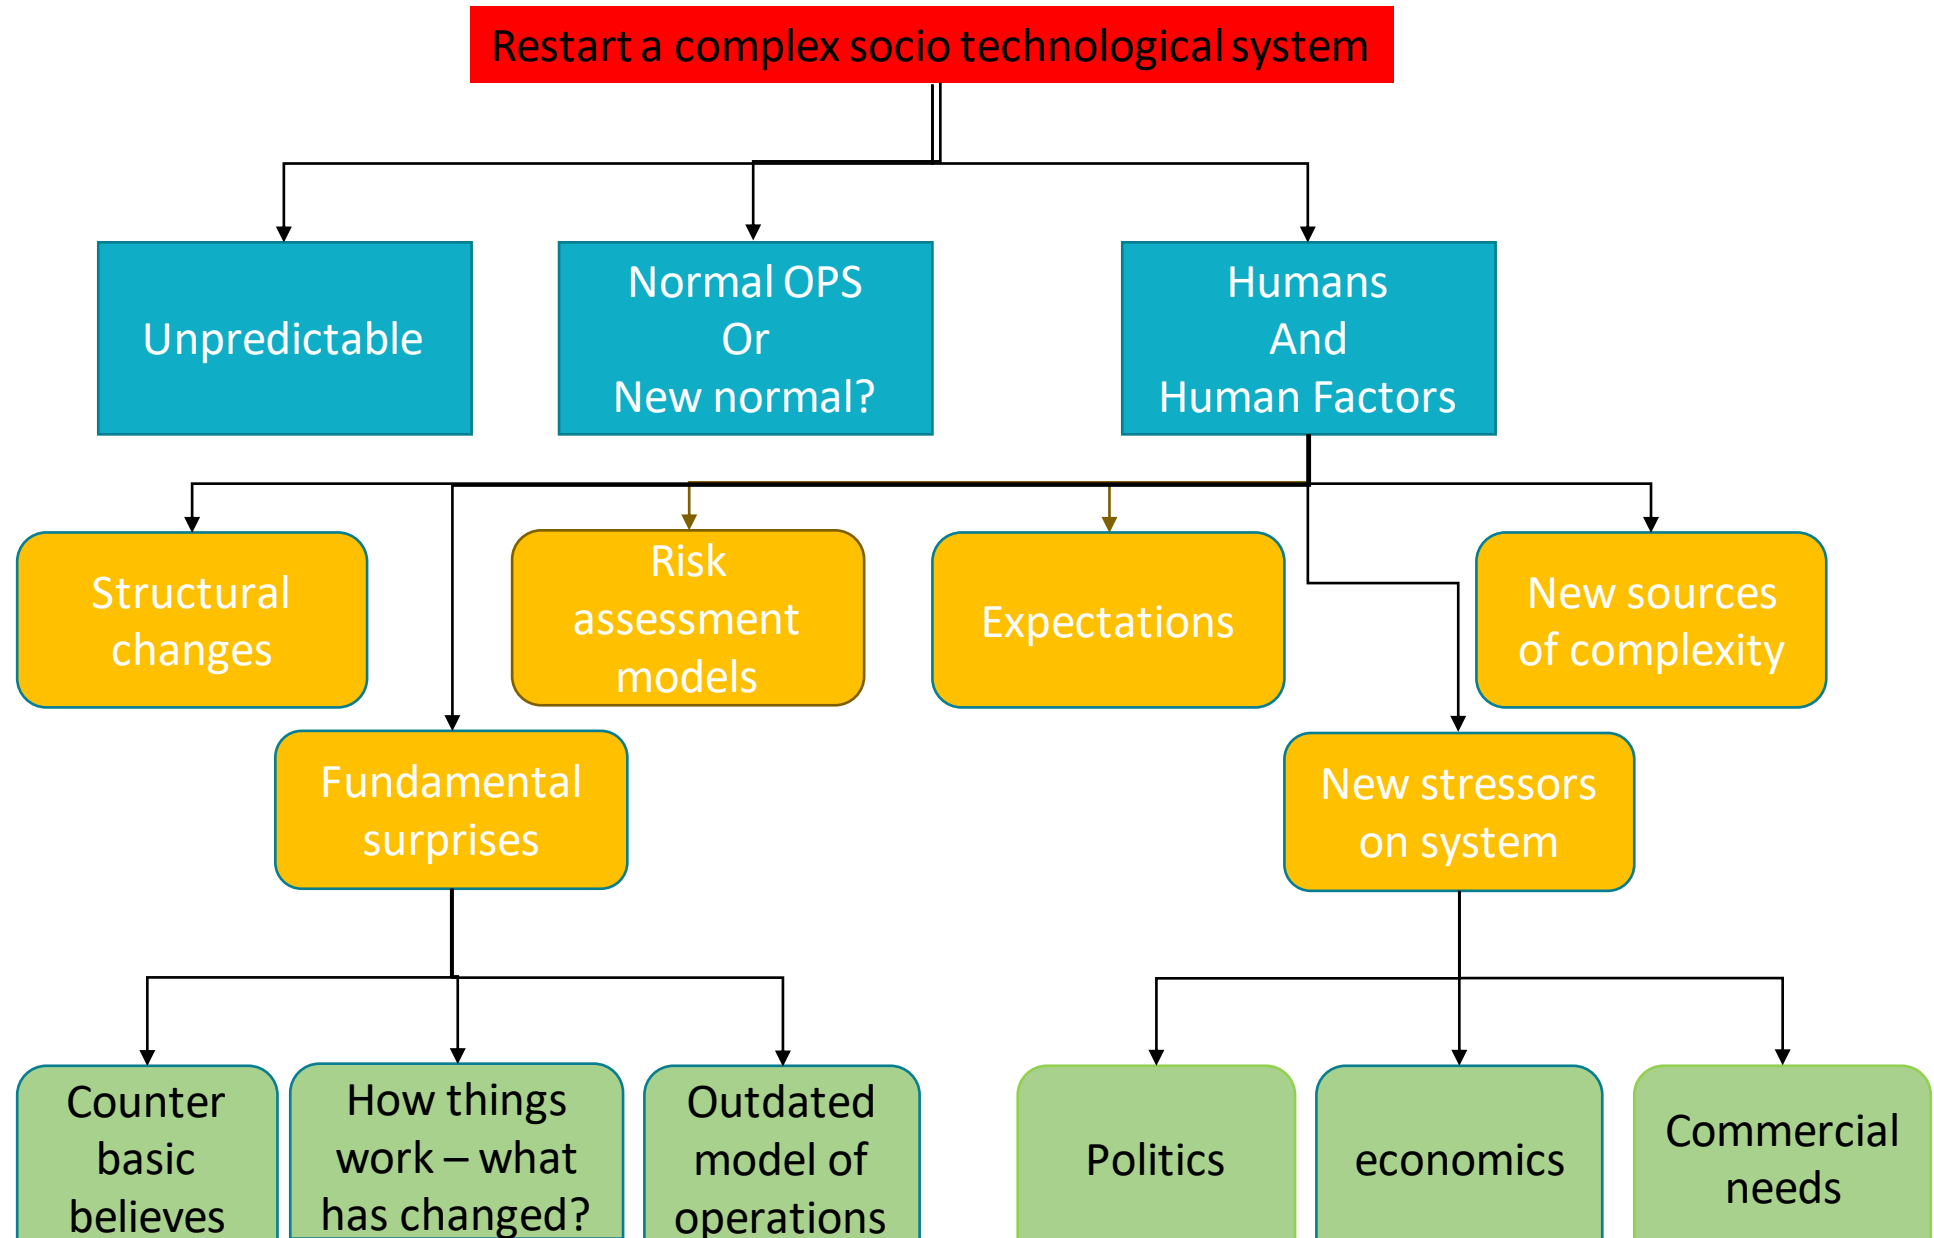 Restart a complex socio technological system
Unpredictable
Normal OPS
Or
New normal?
Humans
And
Human Factors
Structural
changes
Risk
assessment
models
Expectations
New sources
of complexity
Fundamental
surprises
New stressors
on system
Counter
basic
believes
How things
work – what
has changed?
Outdated
model of
operations
Politics
economics
Commercial
needs